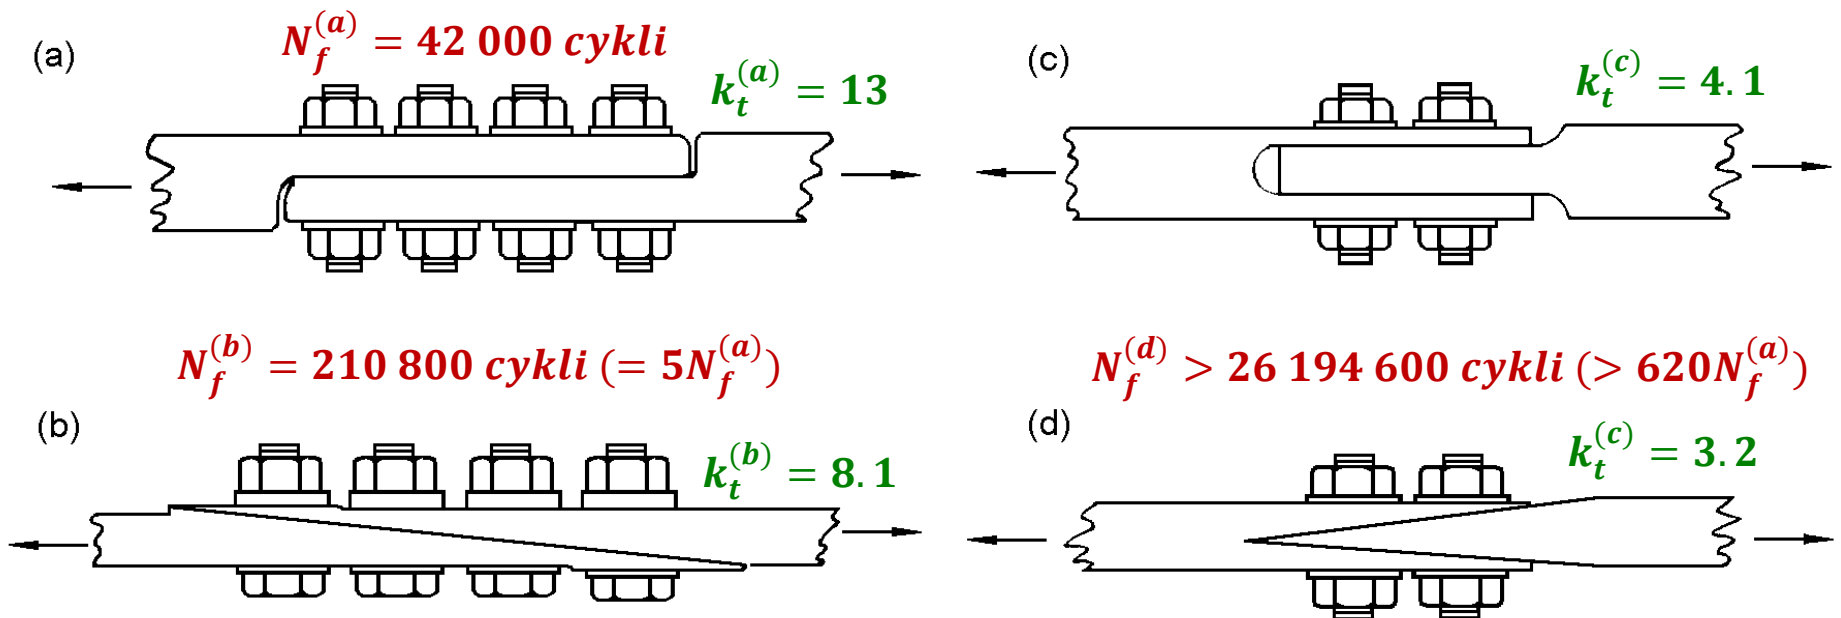 (a)
N_f^{(a)} = 42 000 cykli
k_t^{(a)} = 13
(c)
k_t^{(c)} = 4.1
N_f^{(b)} = 210 800 cykli (= 5N_f^{(a)})
(b)
k_t^{(b)} = 8.1
N_f^{(d)} > 26 194 600 cykli (> 620N_f^{(a)})
(d)
k_t^{(c)} = 3.2